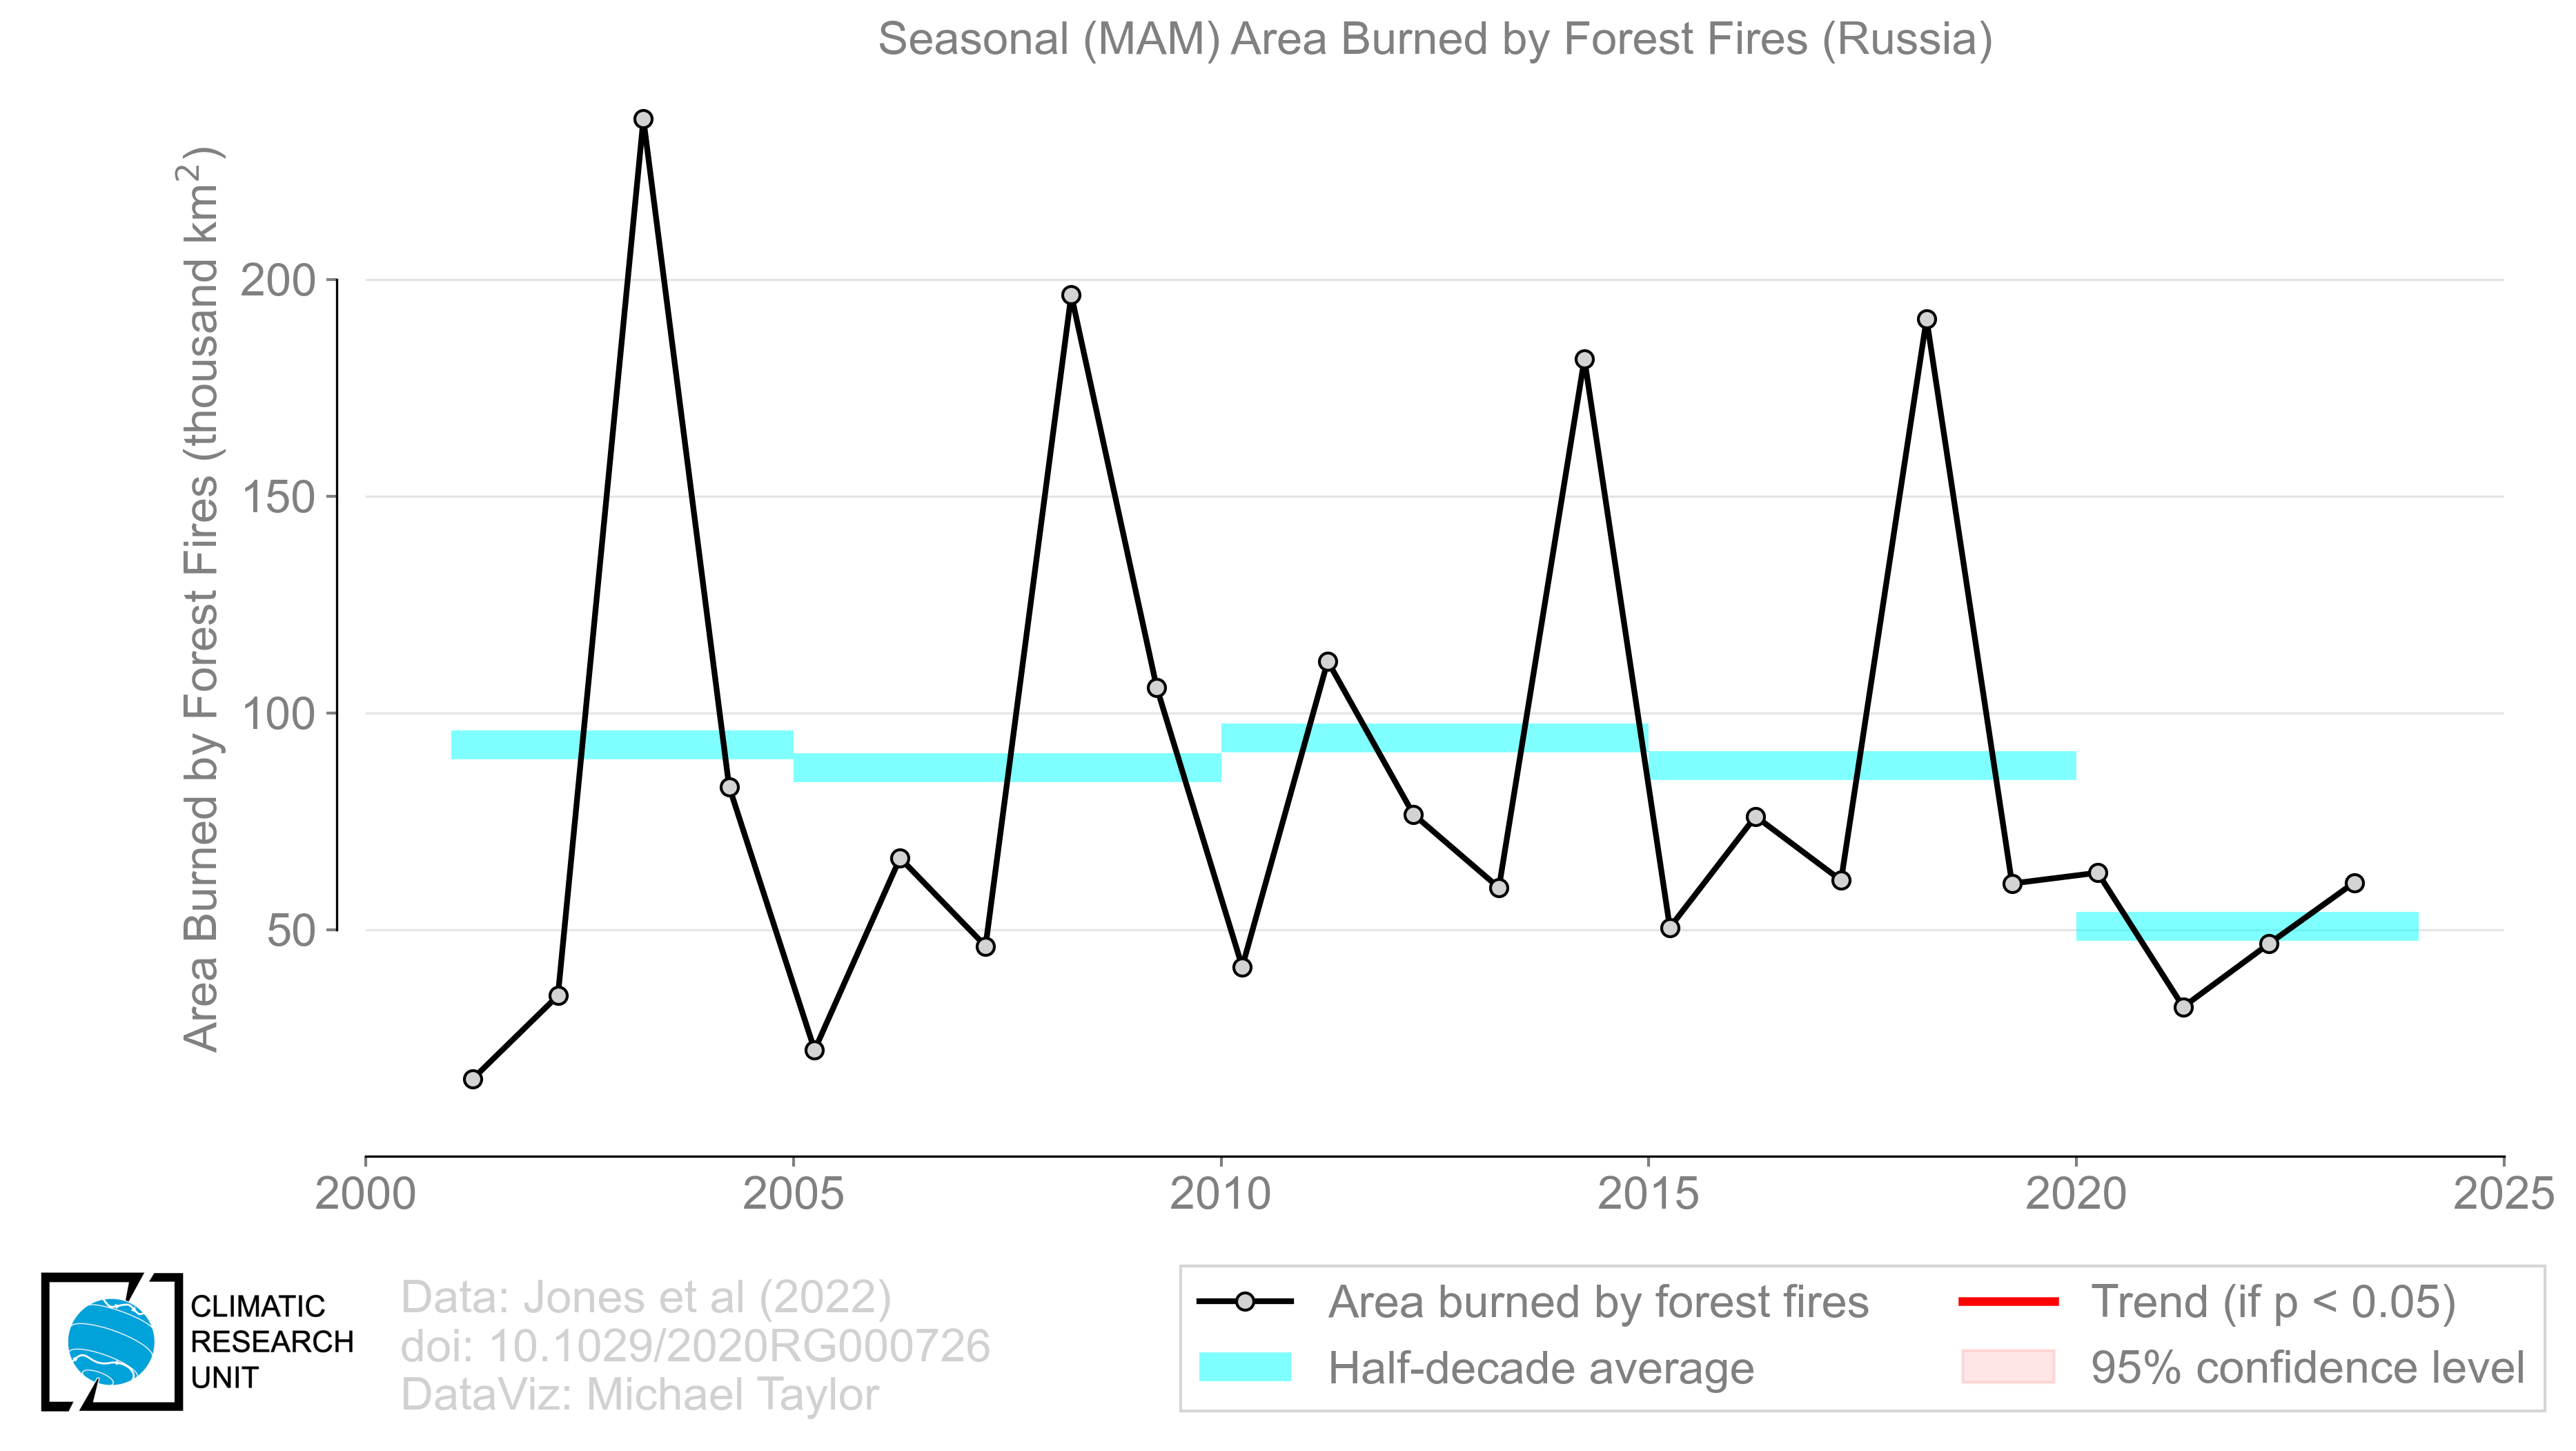 Seasonal (MAM) Area Burned by Forest Fires (Russia)
Area Burned by Forest Fires (thousand km²)
200
150
100
50
2000 2005 2010 2015 2020 2025
CLIMATIC
RESEARCH
UNIT
Data: Jones et al (2022)
doi: 10.1029/2020RG000726
DataViz: Michael Taylor
Area burned by forest fires
Half-decade average
Trend (if p < 0.05)
95% confidence level